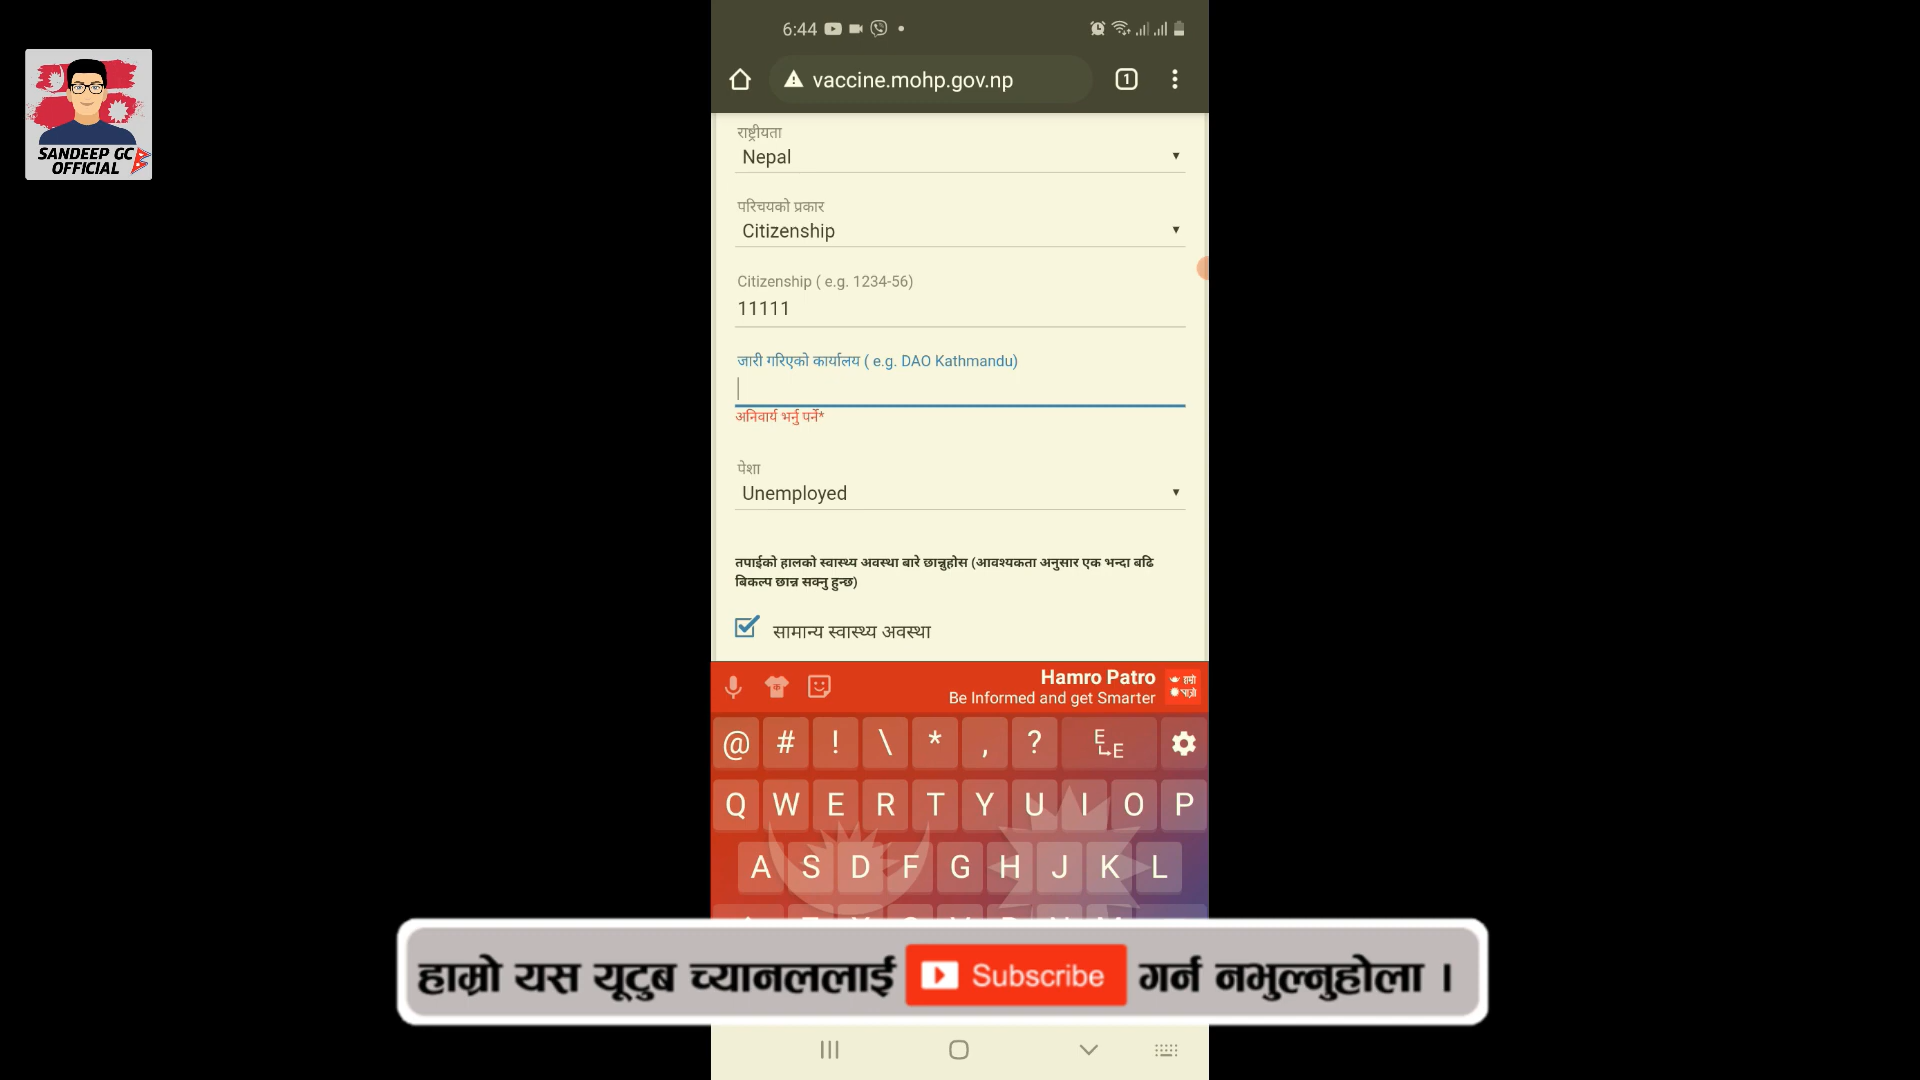 SANDEEP GC
OFFICIAL
6:44
vaccine.mohp.gov.np
1
राष्ट्रीयता
Nepal
परिचयको प्रकार
Citizenship
Citizenship ( e.g. 1234-56)
11111
जारी गरिएको कार्यालय ( e.g. DAO Kathmandu)
अनिवार्य भर्नु पर्ने*
पेशा
Unemployed
तपाईको हालको स्वास्थ्य अवस्था बारे छान्नुहोस (आवश्यकता अनुसार एक भन्दा बढि
बिकल्प छान्न सक्नु हुन्छ)
सामान्य स्वास्थ्य अवस्था
Hamro Patro
Be Informed and get Smarter
हाम्रो पात्रो
@ # ! \ * , ? E E
Q W E R T Y U I O P
A S D F G H J K L
हाम्रो यस यूटुब च्यानललाई Subscribe गर्न नभुल्नुहोला ।